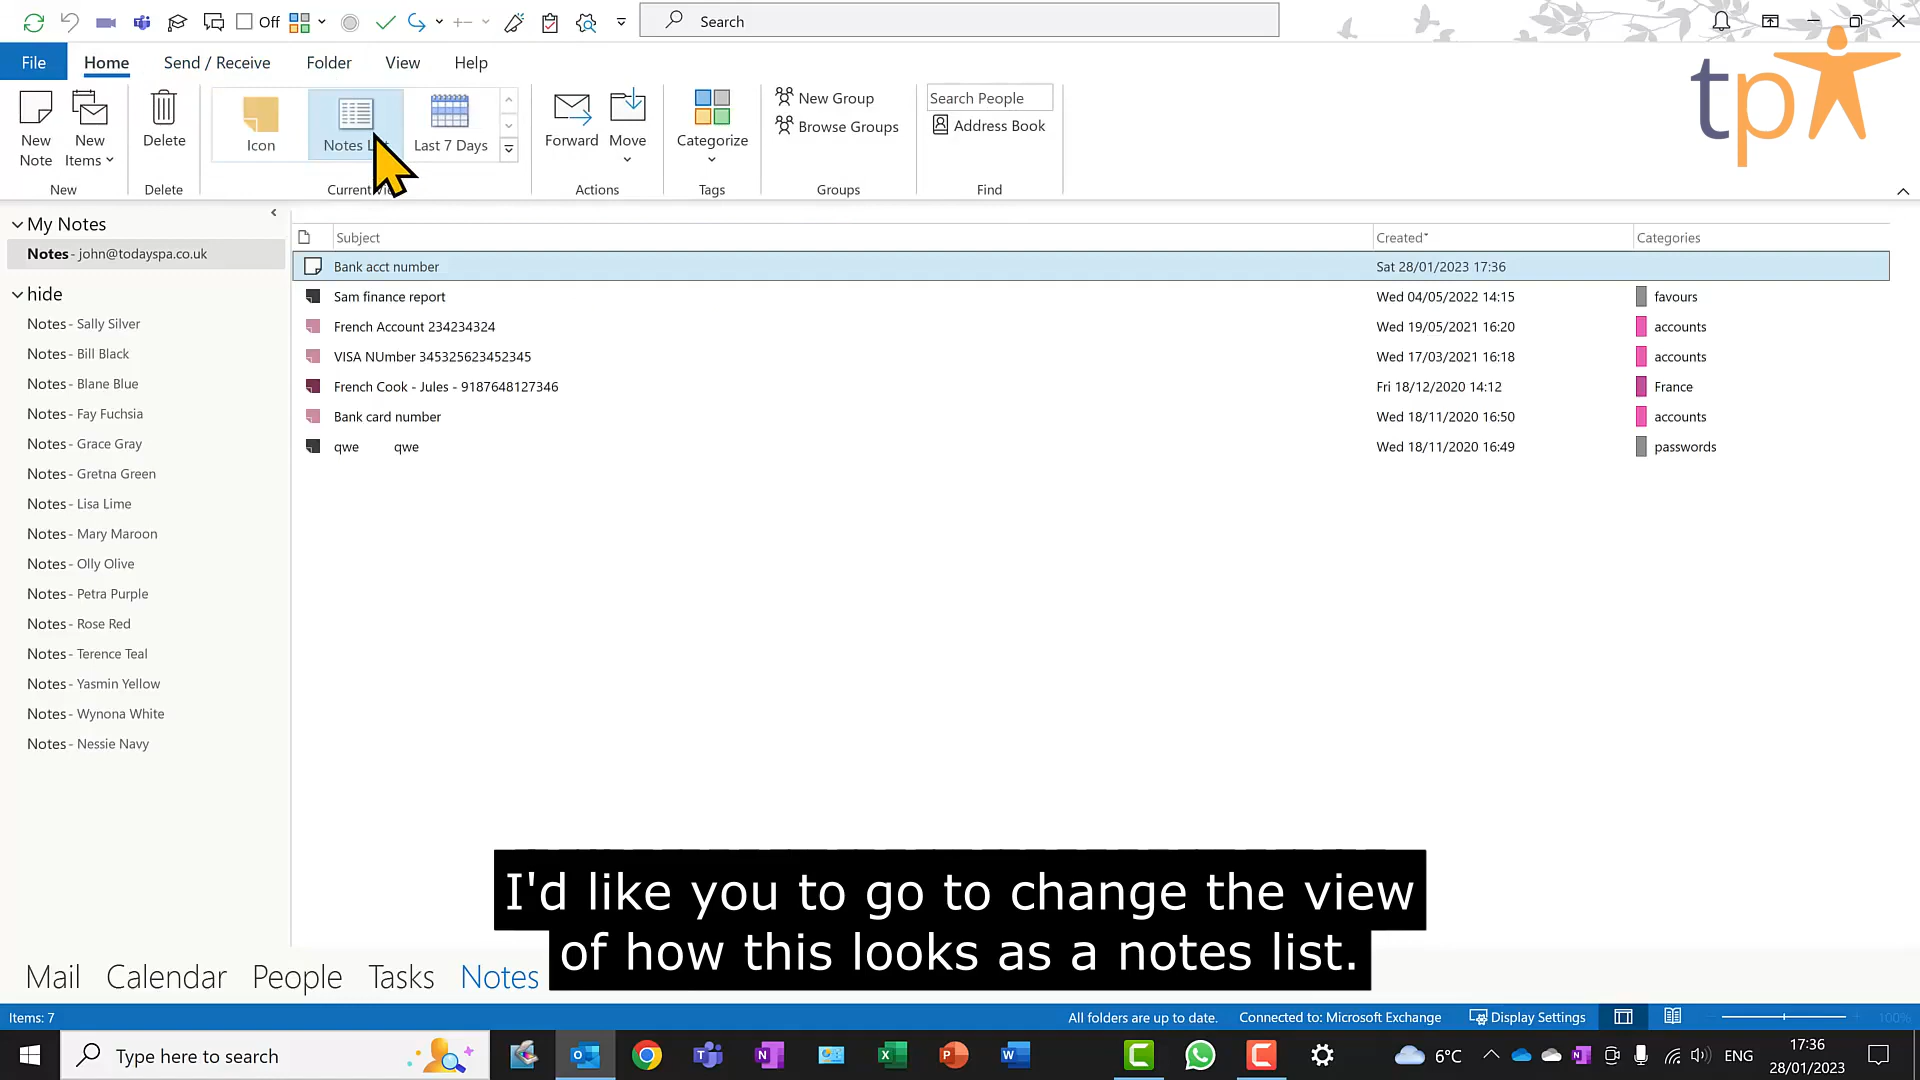 Off
Search
tp
File Home Send / Receive Folder View Help
New Note
New Items
Delete
Icon
Notes
Last 7 Days
Forward
Move
Categorize
New Group
Browse Groups
Search People
Address Book
New
Delete
Current
Actions
Tags
Groups
Find
My Notes
Notes - john@todayspa.co.uk
hide
Notes - Sally Silver
Notes - Bill Black
Notes - Blane Blue
Notes - Fay Fuchsia
Notes - Grace Gray
Notes - Gretna Green
Notes - Lisa Lime
Notes - Mary Maroon
Notes - Olly Olive
Notes - Petra Purple
Notes - Rose Red
Notes - Terence Teal
Notes - Yasmin Yellow
Notes - Wynona White
Notes - Nessie Navy
Subject Created Categories
Bank acct number Sat 28/01/2023 17:36
Sam finance report Wed 04/05/2022 14:15 favours
French Account 234234324 Wed 19/05/2021 16:20 accounts
VISA NUmber 345325623452345 Wed 17/03/2021 16:18 accounts
French Cook - Jules - 9187648127346 Fri 18/12/2020 14:12 France
Bank card number Wed 18/11/2020 16:50 accounts
qwe qwe Wed 18/11/2020 16:49 passwords
I'd like you to go to change the view
of how this looks as a notes list.
Mail Calendar People Tasks Notes
Items: 7
All folders are up to date. Connected to: Microsoft Exchange Display Settings 100%
Type here to search
6°C
ENG
17:36
28/01/2023